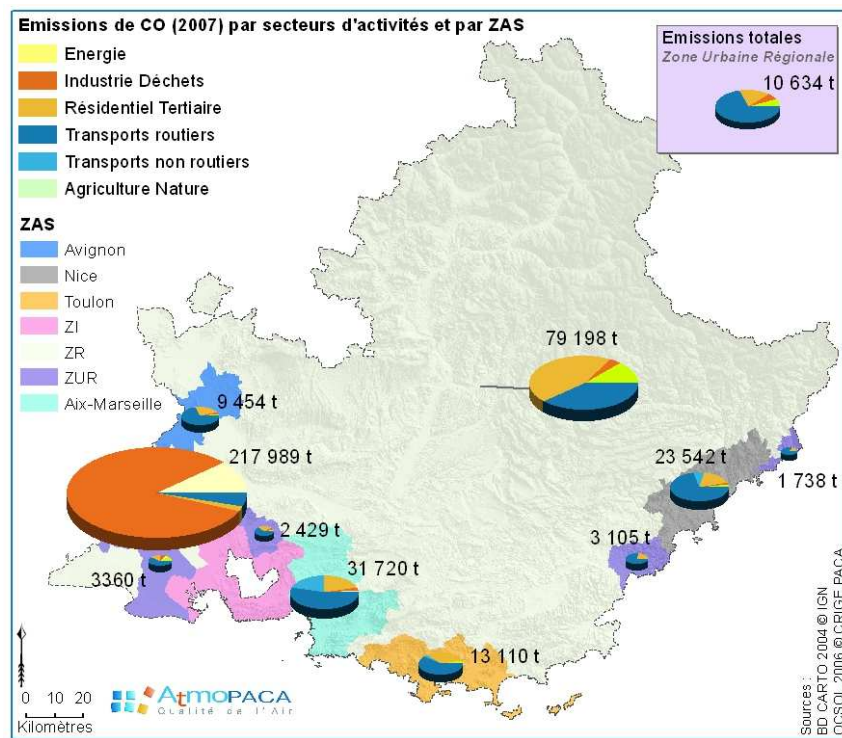 Emissions de CO (2007) par secteurs d'activités et par ZAS
Energie
Industrie Déchets
Résidentiel Tertiaire
Transports routiers
Transports non routiers
Agriculture Nature
ZAS
Avignon
Nice
Toulon
ZI
ZR
ZUR
Aix-Marseille
Emissions totales
Zone Urbaine Régionale
10 634 t
79 198 t
9 454 t
217 989 t
23 542 t
1 738 t
2 429 t
3 105 t
3360 t
31 720 t
13 110 t
0 10 20
Kilomètres
AtmoPACA
Qualité de l'Air
Sources :
BD CARTO 2004 © IGN
OCSOL 2006 © CRIGE PACA